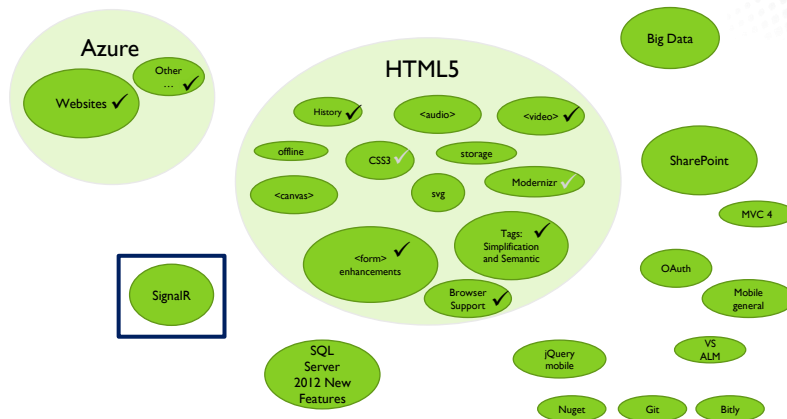 Azure
Websites
Other
...
HTML5
History
<audio>
<video>
offline
CSS3
storage
Modernizr
<canvas>
svg
<form>
enhancements
Tags:
Simplification
and Semantic
Browser
Support
Big Data
SharePoint
MVC 4
OAuth
Mobile
general
VS
ALM
SignalR
SQL
Server
2012 New
Features
jQuery
mobile
Nuget
Git
Bitly